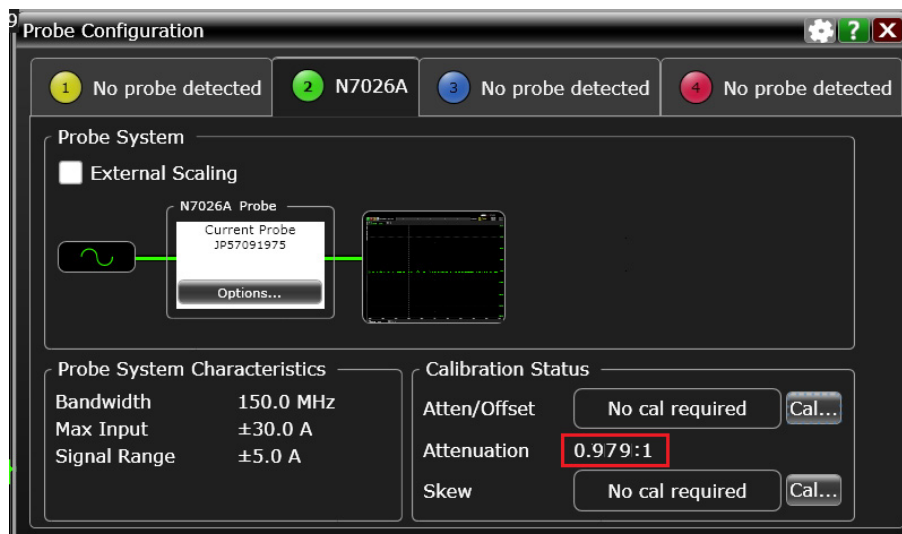 9
Probe Configuration
?
X
1 No probe detected
2 N7026A
3 No probe detected
4 No probe detected
Probe System
External Scaling
N7026A Probe
Current Probe
JP57091975
Options...
Probe System Characteristics
Bandwidth 150.0 MHz
Max Input ±30.0 A
Signal Range ±5.0 A
Calibration Status
Atten/Offset No cal required Cal...
Attenuation 0.979:1
Skew No cal required Cal...